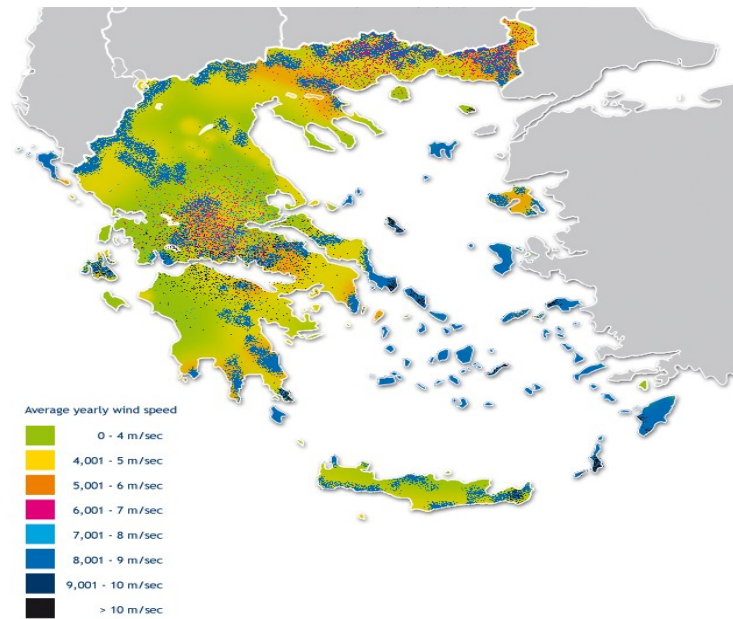 Average yearly wind speed
0 - 4 m/sec
4,001 - 5 m/sec
5,001 - 6 m/sec
6,001 - 7 m/sec
7,001 - 8 m/sec
8,001 - 9 m/sec
9,001 - 10 m/sec
> 10 m/sec